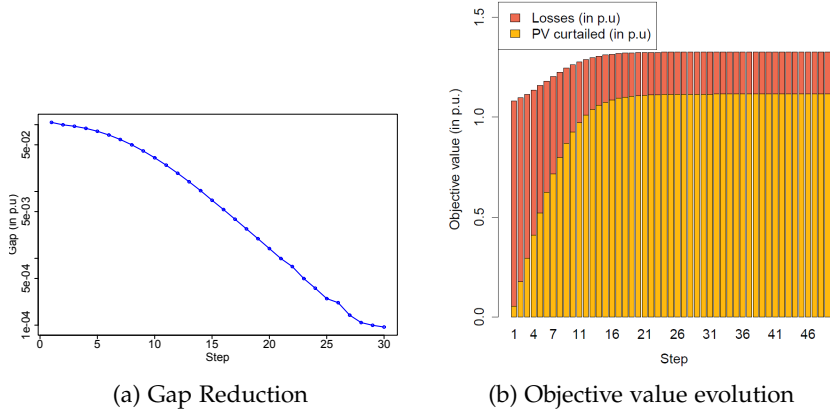 Gap (in p.u)
5e-02
5e-03
5e-04
1e-04
0 5 10 15 20 25 30
Step
(a) Gap Reduction
Losses (in p.u)
PV curtailed (in p.u)
Objective value (in p.u.)
1.5
1.0
0.5
0.0
1 4 7 11 16 21 26 31 36 41 46
Step
(b) Objective value evolution